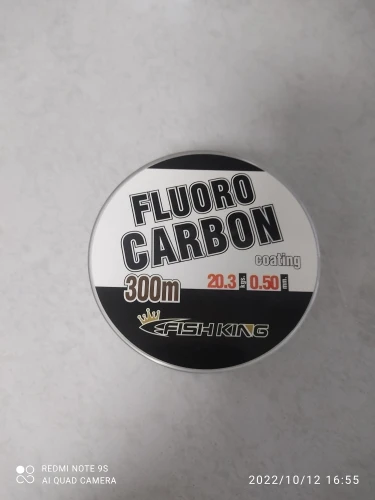 FLUORO
CARBON
coating
300m 20.3 kgs. 0.50 mm.
FISH KING
REDMI NOTE 9S
AI QUAD CAMERA
2022/10/12 16:55